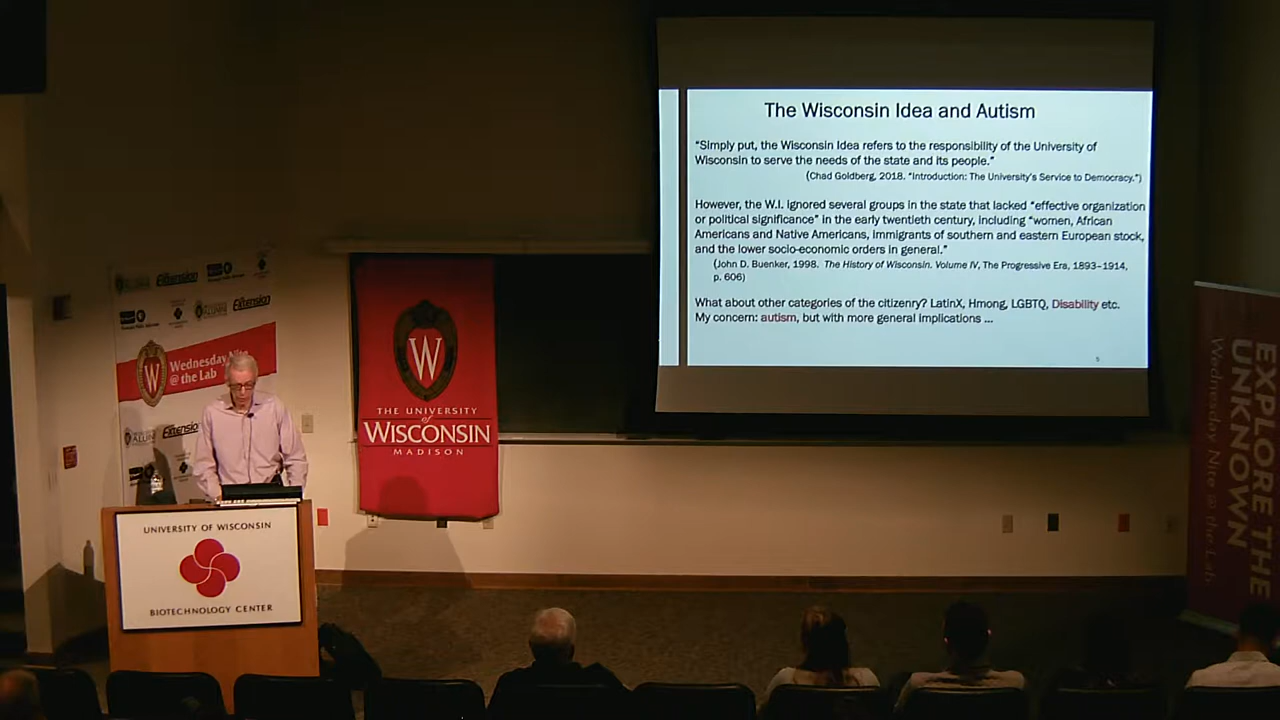 The Wisconsin Idea and Autism
“Simply put, the Wisconsin Idea refers to the responsibility of the University of
Wisconsin to serve the needs of the state and its people.”
(Chad Goldberg, 2018. “Introduction: The University's Service to Democracy.”)
However, the W.I. ignored several groups in the state that lacked “effective organization
or political significance” in the early twentieth century, including “women, African
Americans and Native Americans, immigrants of southern and eastern European stock,
and the lower socio-economic orders in general.”
(John D. Buenker, 1998. The History of Wisconsin. Volume IV, The Progressive Era, 1893–1914,
p. 606)
What about other categories of the citizenry? LatinX, Hmong, LGBTQ, Disability etc.
My concern: autism, but with more general implications ...
5
Extension
ALUMNI
Extension
W
Wednesday Nite
@ the Lab
ALUMNI
W
THE UNIVERSITY
of
WISCONSIN
MADISON
UNIVERSITY OF WISCONSIN
BIOTECHNOLOGY CENTER
EXPLORE THE
UNKNOWN
Wednesday Nite @ the Lab